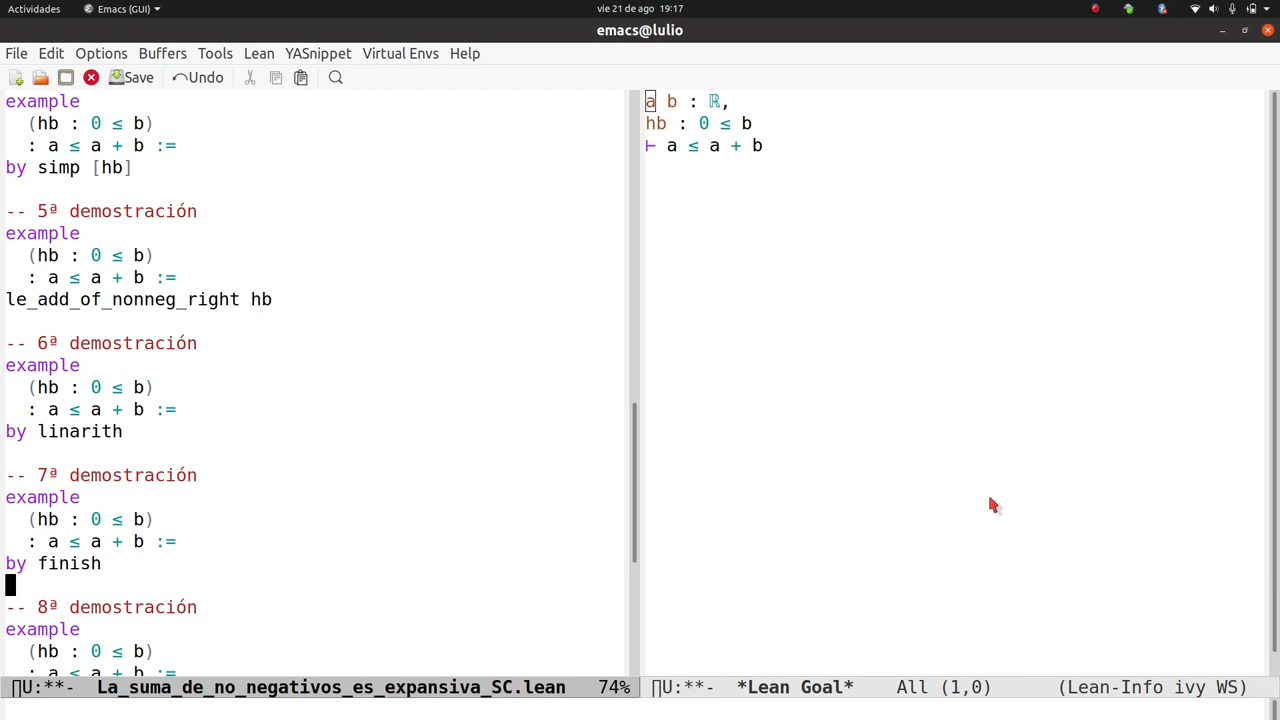 Actividades Emacs (GUI) vie 21 de ago 19:17
emacs@lulio
File Edit Options Buffers Tools Lean YASnippet Virtual Envs Help
Save Undo
example
(hb : 0 ≤ b)
: a ≤ a + b :=
by simp [hb]
-- 5ª demostración
example
(hb : 0 ≤ b)
: a ≤ a + b :=
le_add_of_nonneg_right hb
-- 6ª demostración
example
(hb : 0 ≤ b)
: a ≤ a + b :=
by linarith
-- 7ª demostración
example
(hb : 0 ≤ b)
: a ≤ a + b :=
by finish
-- 8ª demostración
example
(hb : 0 ≤ b)
: a ≤ a + b :=
∏U:**- La_suma_de_no_negativos_es_expansiva_SC.lean 74%
a b : ℝ,
hb : 0 ≤ b
⊢ a ≤ a + b
∏U:**- *Lean Goal* All (1,0) (Lean-Info ivy WS)